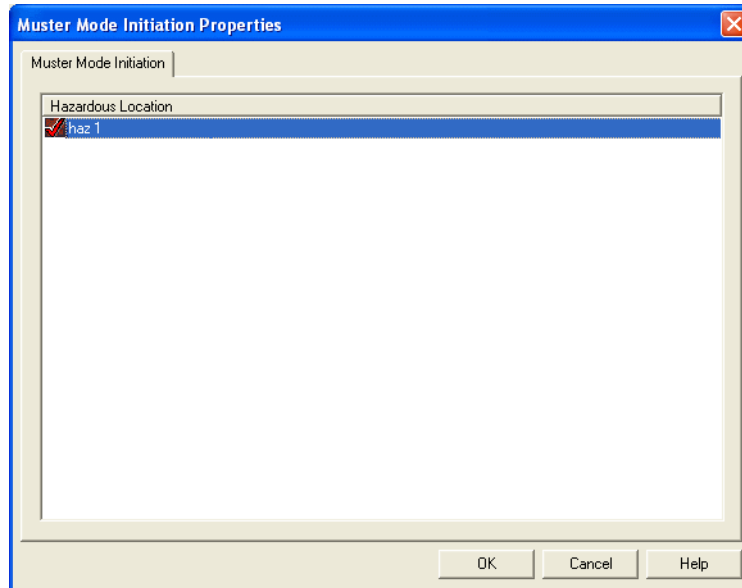 Muster Mode Initiation Properties
Muster Mode Initiation
Hazardous Location
haz 1
OK Cancel Help